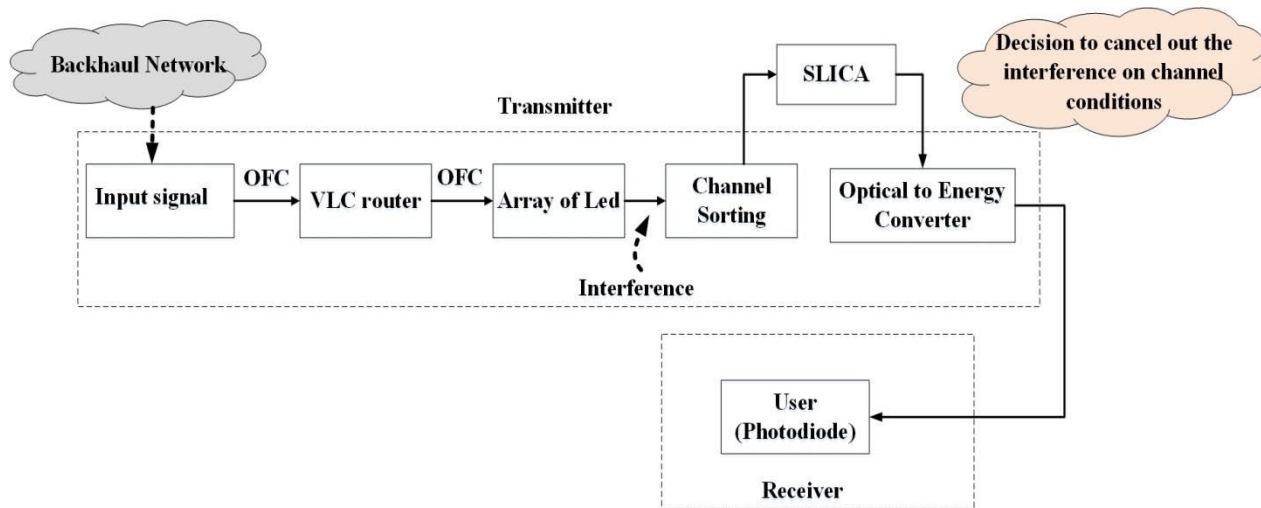 Backhaul Network
Decision to cancel out the
interference on channel
conditions
SLICA
Transmitter
Input signal
OFC
VLC router
OFC
Array of Led
Channel
Sorting
Optical to Energy
Converter
Interference
User
(Photodiode)
Receiver